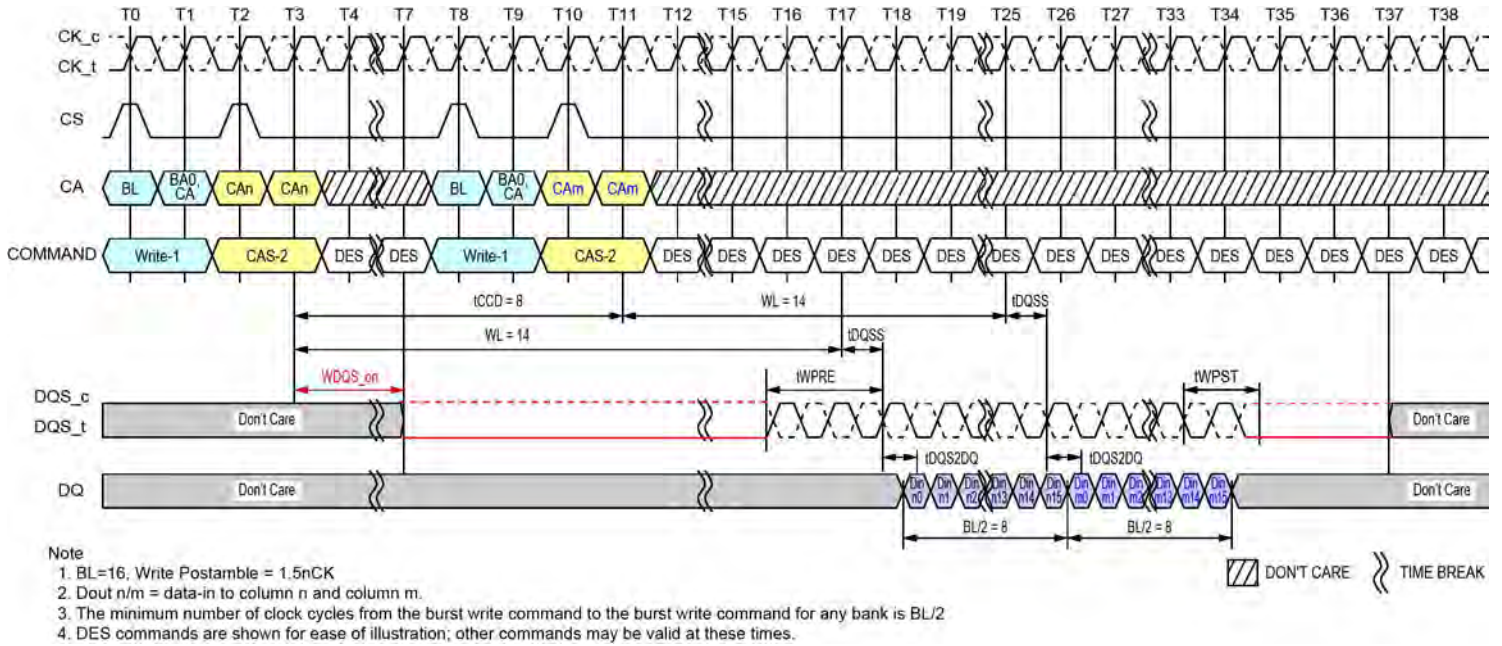 T0 T1 T2 T3 T4 T7 T8 T9 T10 T11 T12 T15 T16 T17 T18 T19 T25 T26 T27 T33 T34 T35 T36 T37 T38
CK_c
CK_t
CS
CA BL BA0, CA CAn CAn BL BA0, CA CAm CAm
COMMAND Write-1 CAS-2 DES DES Write-1 CAS-2 DES DES DES DES DES DES DES DES DES DES DES DES DES DES DES
tCCD = 8 WL = 14 tDQSS
WL = 14 tDQSS
WDQS_on tWPRE tWPST
DQS_c
DQS_t Don't Care Don't Care
tDQS2DQ tDQS2DQ
DQ Don't Care Din n0 Din n1 Din n2 Din n13 Din n14 Din n15 Din m0 Din m1 Din m2 Din m13 Din m14 Din m15 Don't Care
BL/2 = 8 BL/2 = 8
Note
1. BL=16, Write Postamble = 1.5nCK
2. Dout n/m = data-in to column n and column m.
3. The minimum number of clock cycles from the burst write command to the burst write command for any bank is BL/2
4. DES commands are shown for ease of illustration; other commands may be valid at these times.
DON'T CARE TIME BREAK